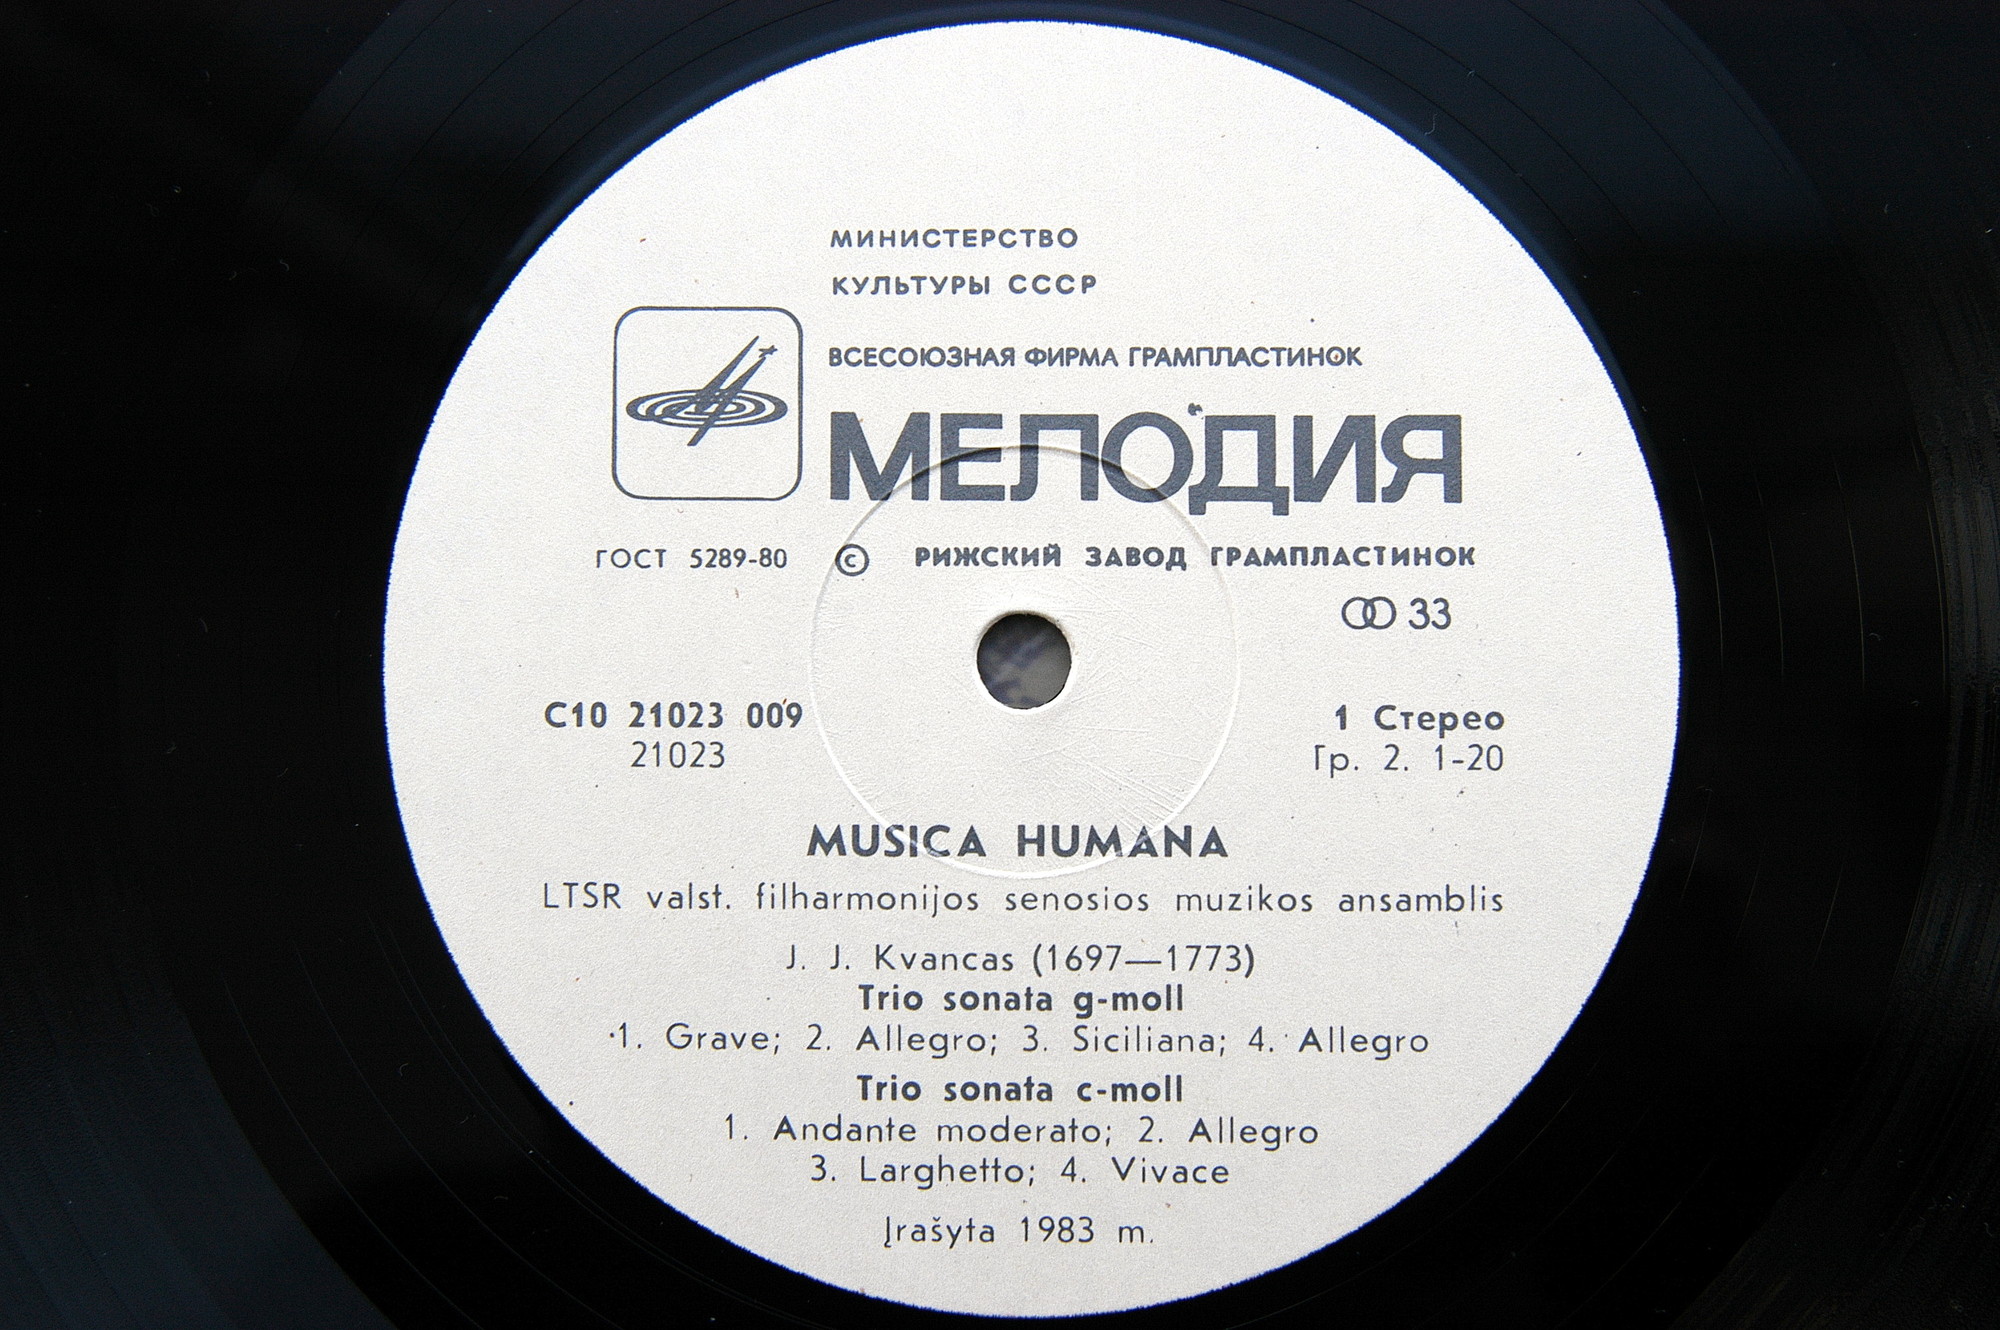 МИНИСТЕРСТВО
КУЛЬТУРЫ СССР
ВСЕСОЮЗНАЯ ФИРМА ГРАМПЛАСТИНОК
МЕЛОДИЯ
ГОСТ 5289-80 © РИЖСКИЙ ЗАВОД ГРАМПЛАСТИНОК
33
С10 21023 009 1 Стерео
21023 Гр. 2. 1-20
MUSICA HUMANA
LTSR valst. filharmonijos senosios muzikos ansamblis
J. J. Kvancas (1697—1773)
Trio sonata g-moll
1. Grave; 2. Allegro; 3. Siciliana; 4. Allegro
Trio sonata c-moll
1. Andante moderato; 2. Allegro
3. Larghetto; 4. Vivace
Įrašyta 1983 m.